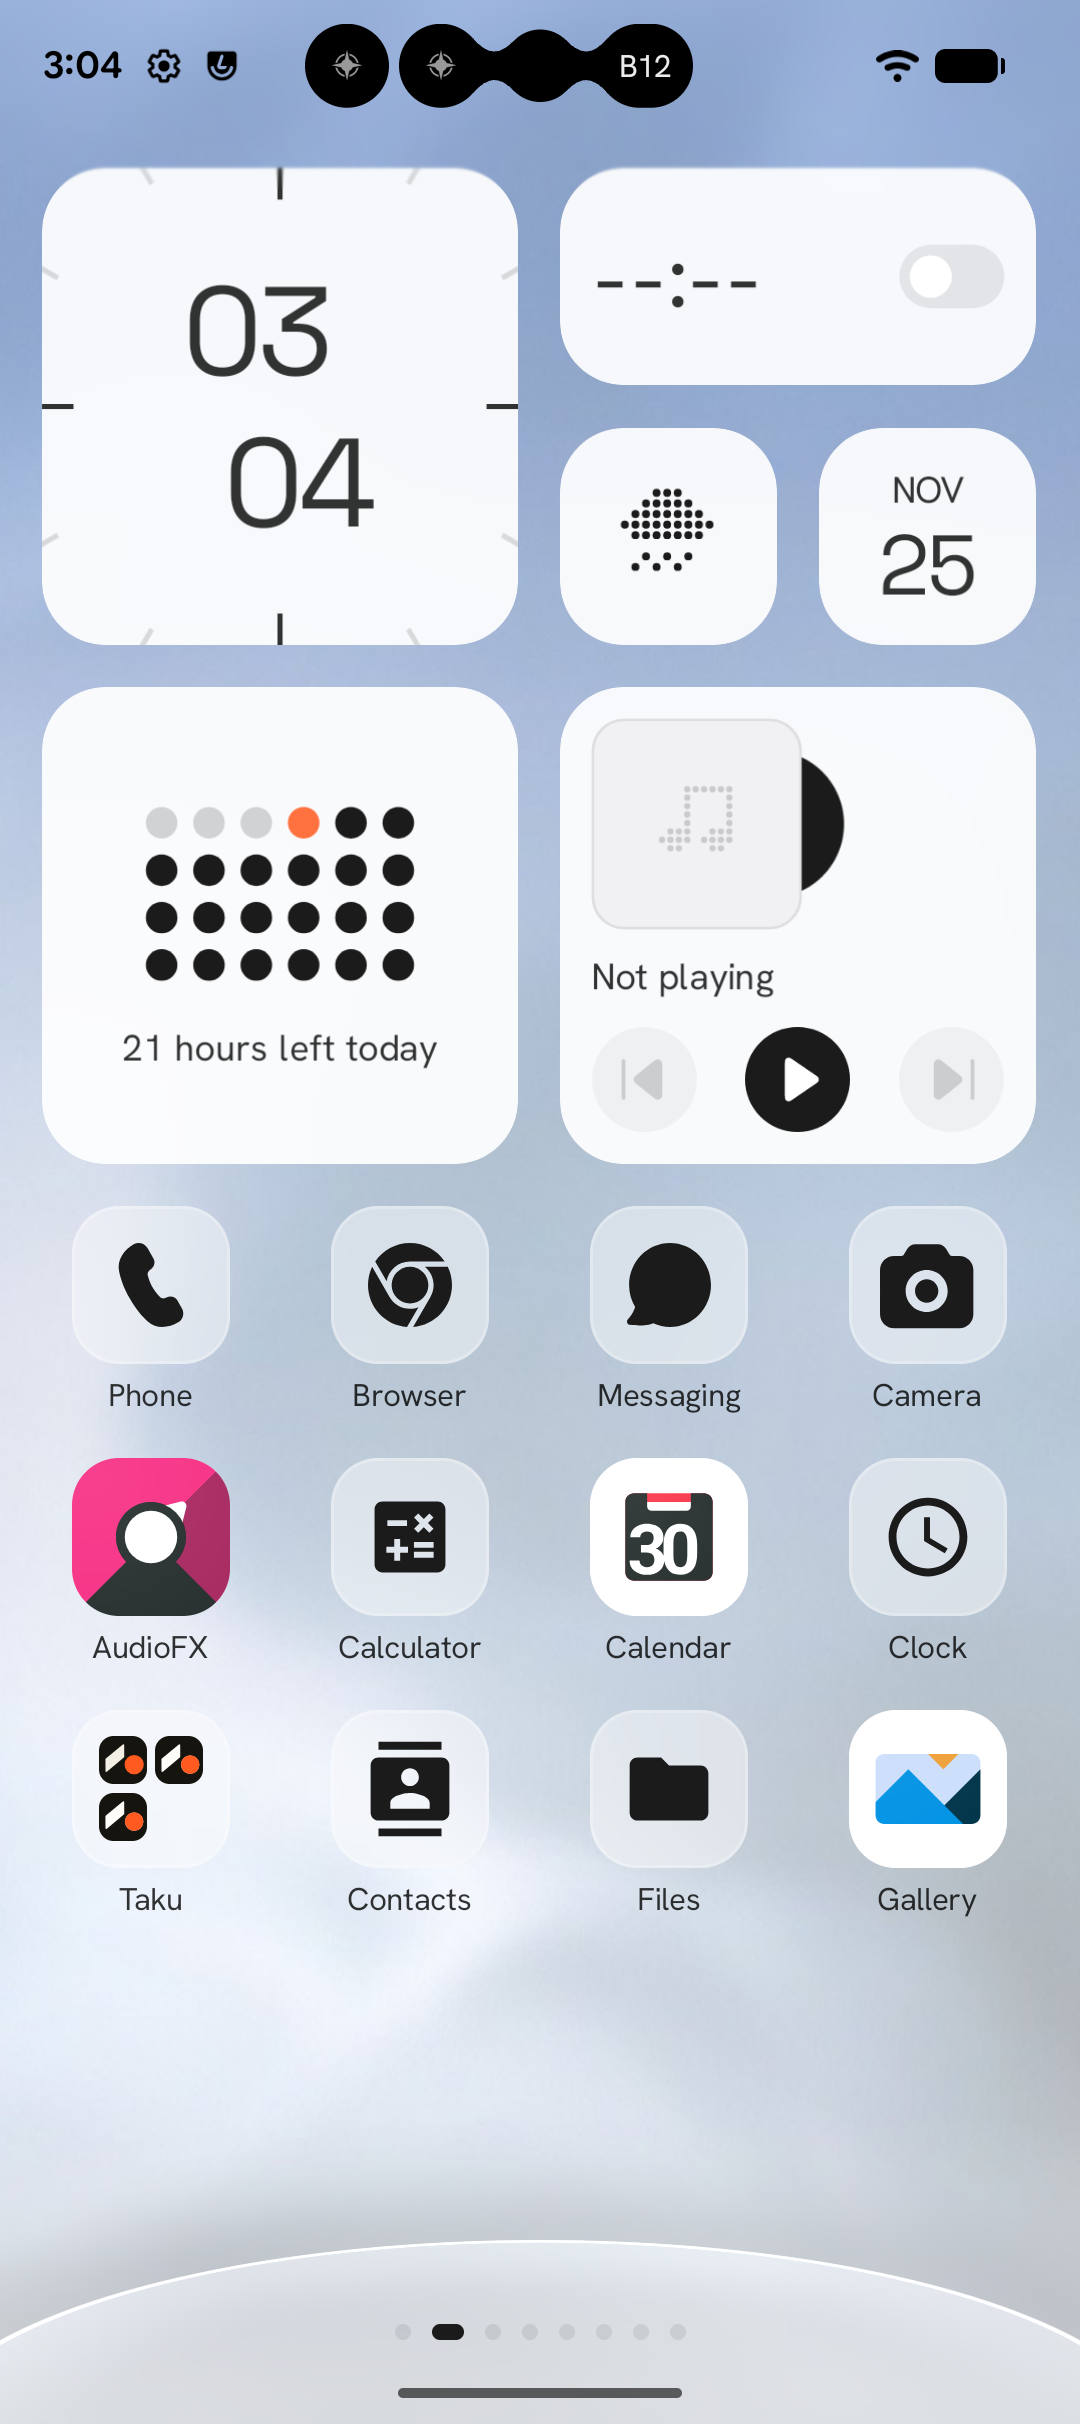 3:04
B12
03
04
--:--
NOV
25
21 hours left today
Not playing
Phone
Browser
Messaging
Camera
30
AudioFX
Calculator
Calendar
Clock
Taku
Contacts
Files
Gallery